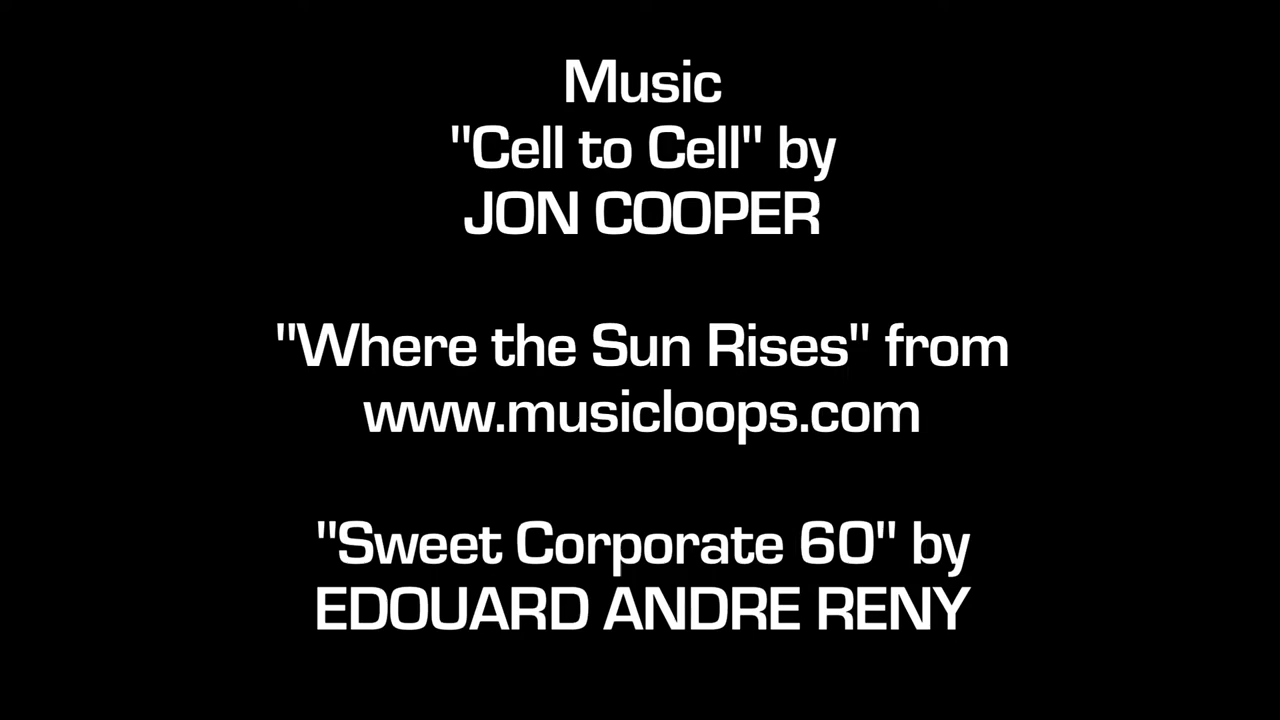 Music
"Cell to Cell" by
JON COOPER
"Where the Sun Rises" from
www.musicloops.com
"Sweet Corporate 60" by
EDOUARD ANDRE RENY